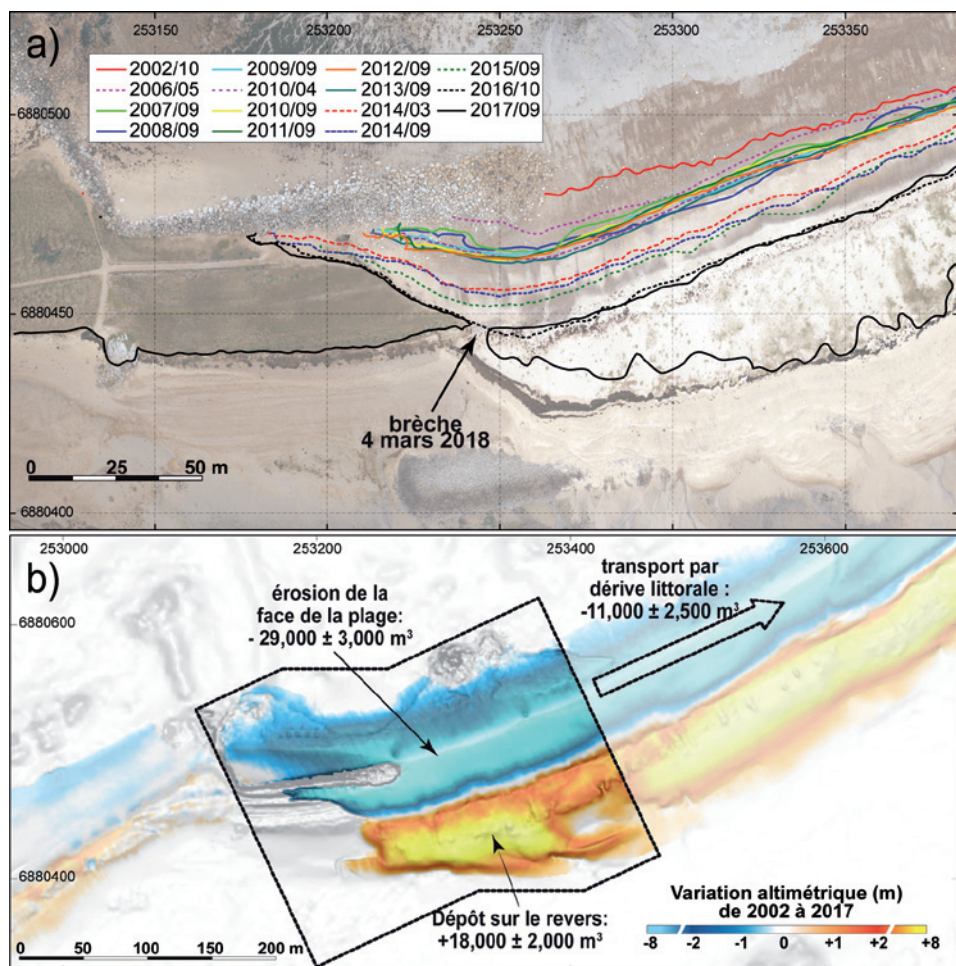 a)
253150 253200 253250 253300 253350
2002/10 2009/09 2012/09 2015/09
2006/05 2010/04 2013/09 2016/10
2007/09 2010/09 2014/03 2017/09
2008/09 2011/09 2014/09
6880500
6880450
brèche
4 mars 2018
0 25 50 m
6880400
b)
253000 253200 253400 253600
transport par
dérive littorale :
-11,000 ± 2,500 m³
érosion de la
face de la plage:
- 29,000 ± 3,000 m³
6880600
6880400
Dépôt sur le revers:
+18,000 ± 2,000 m³
Variation altimétrique (m)
de 2002 à 2017
-8 -2 -1 0 +1 +2 +8
0 50 100 150 200 m